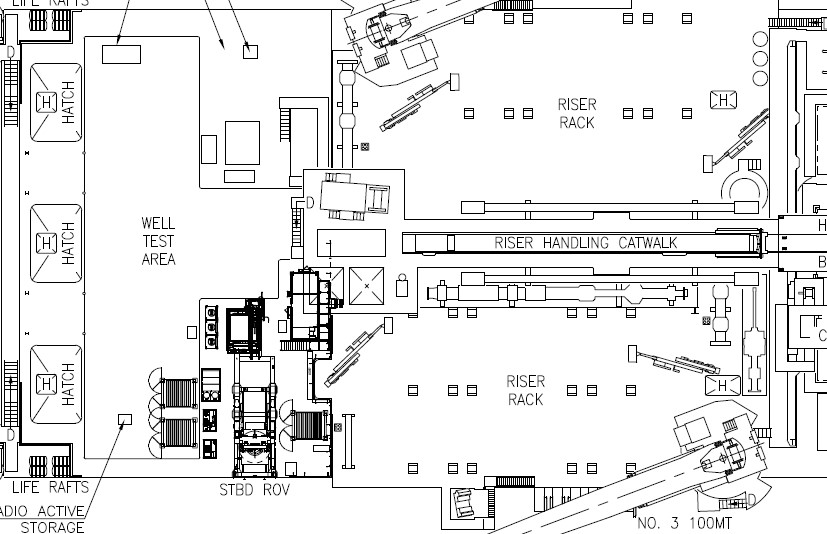 LIFE RAFTS
D
H
HATCH
H
RISER
RACK
D
H
HATCH
WELL
TEST
AREA
RISER HANDLING CATWALK
H
B
C
H
HATCH
RISER
RACK
H
D
D
LIFE RAFTS
STBD ROV
ADIO ACTIVE
STORAGE
NO. 3 100MT